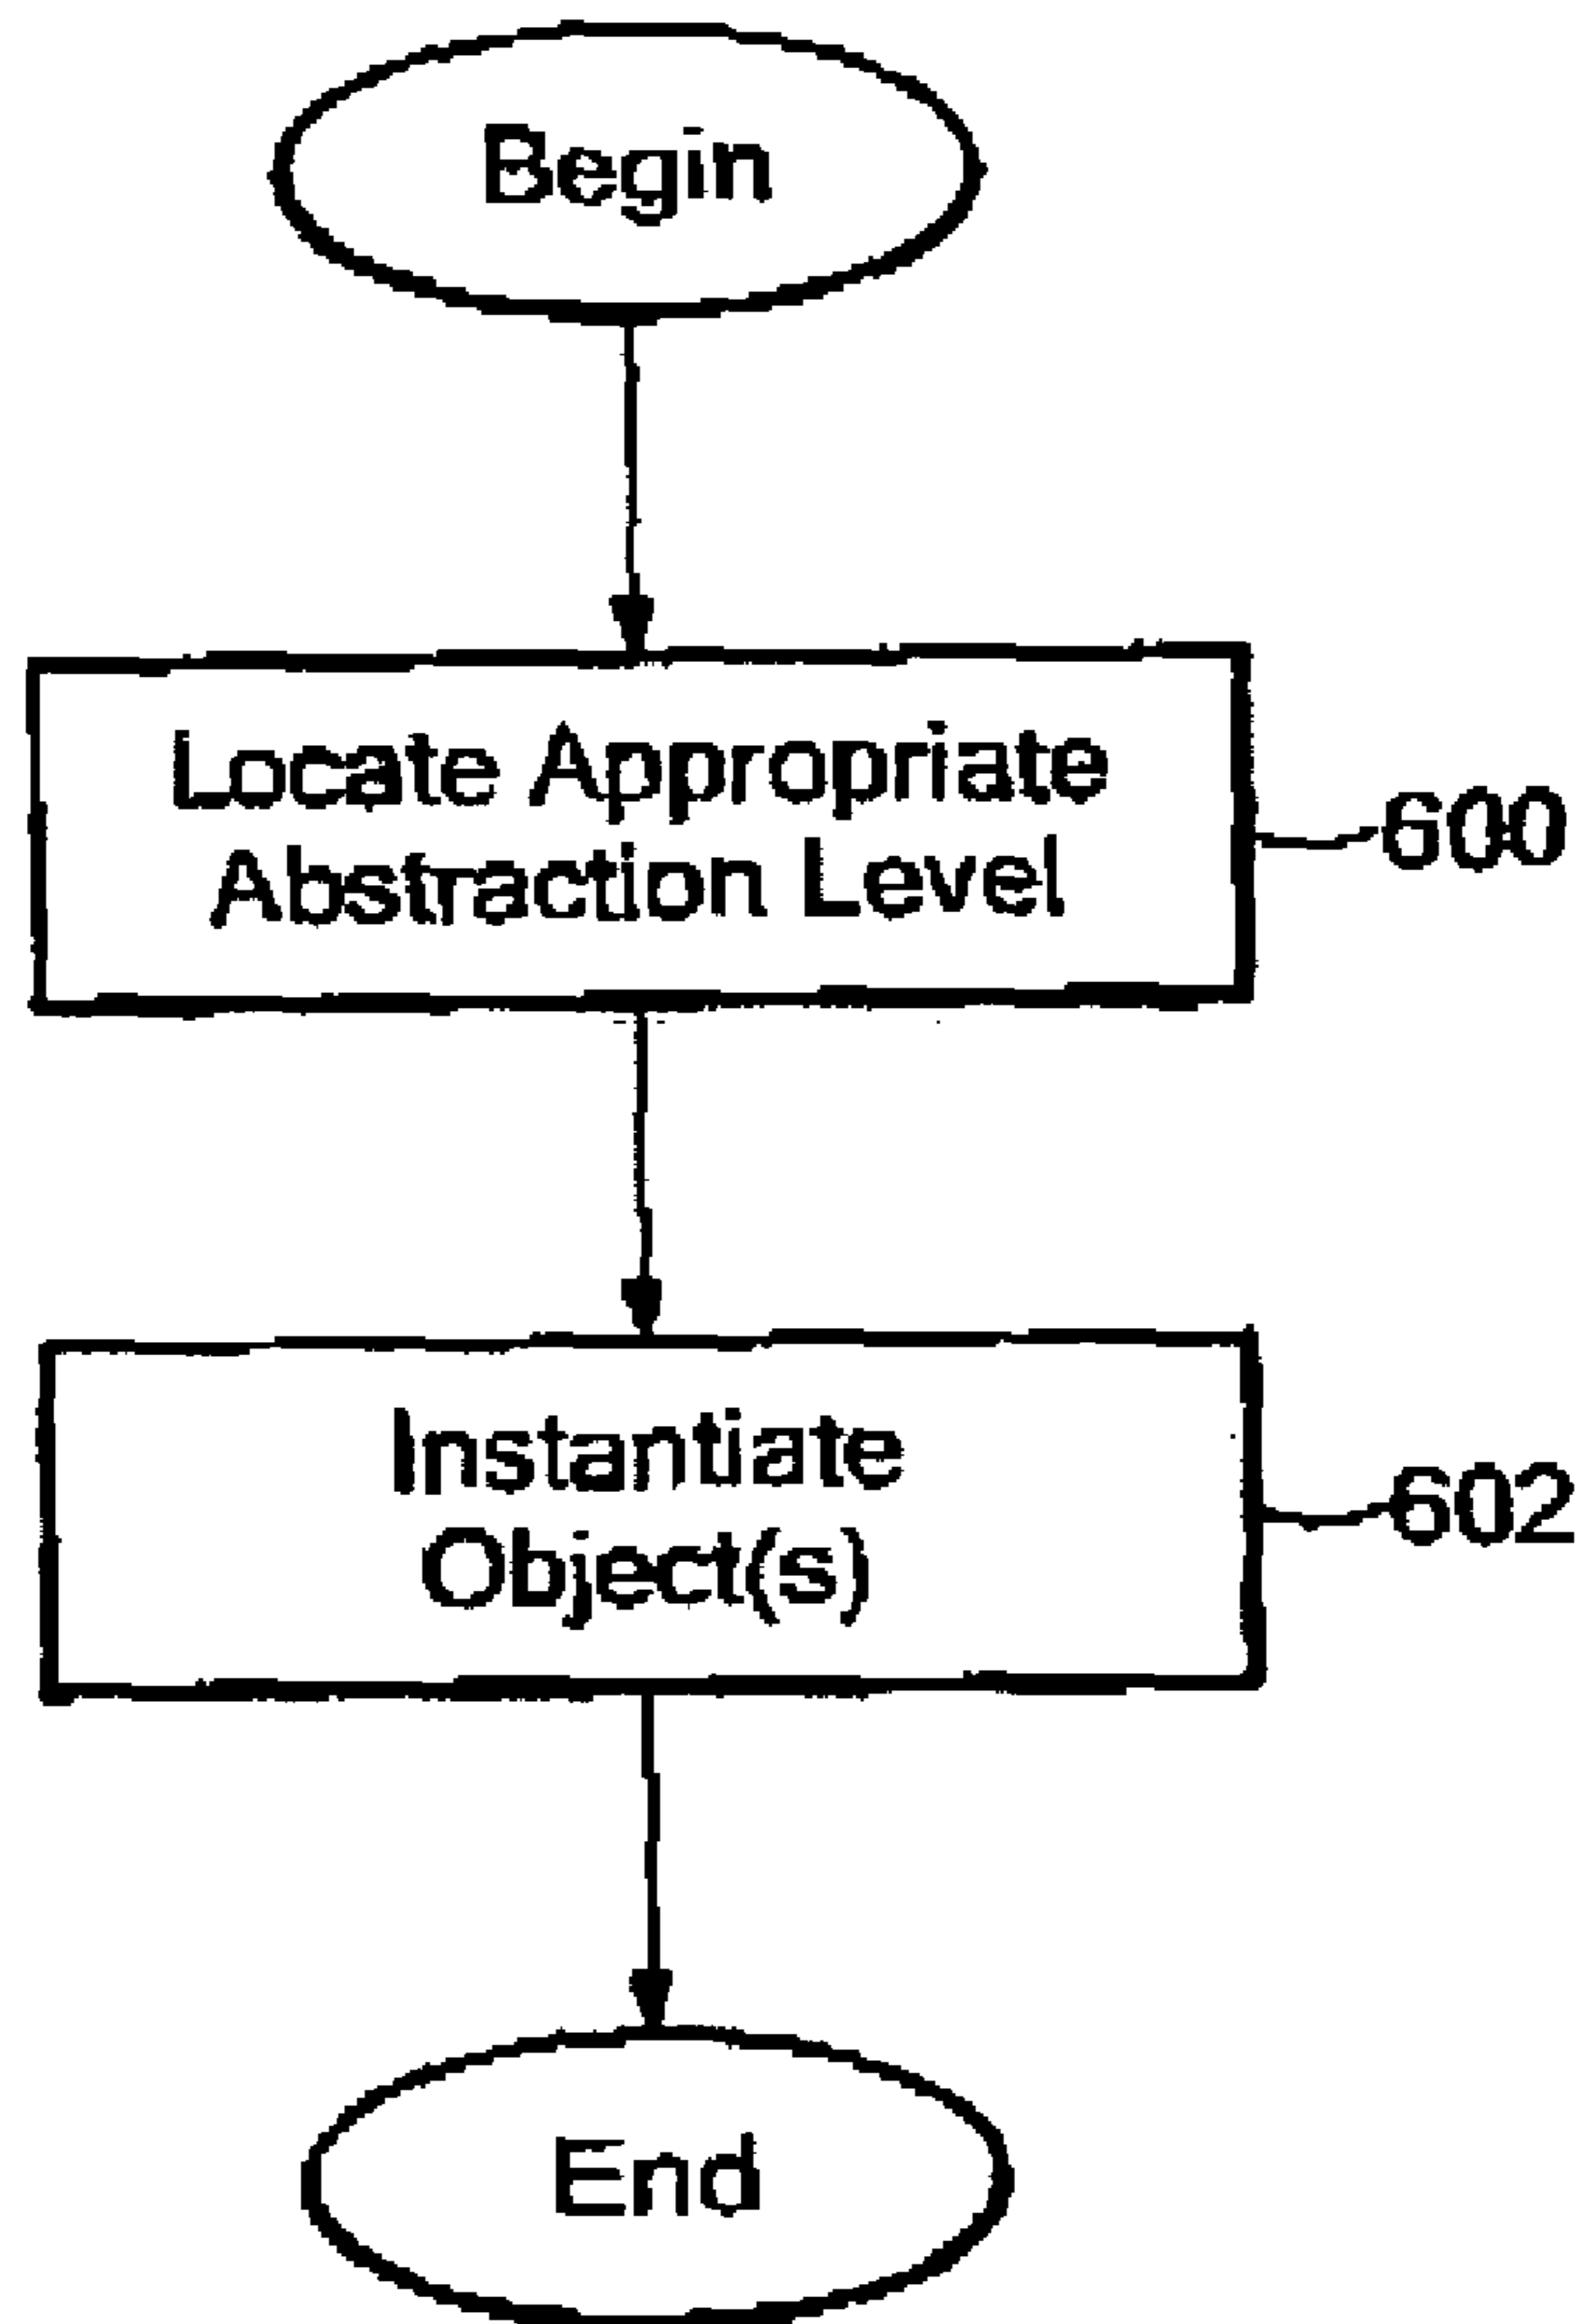 Begin
Locate Appropriate
Abstraction Level
600
Instantiate
Object(s)
602
End